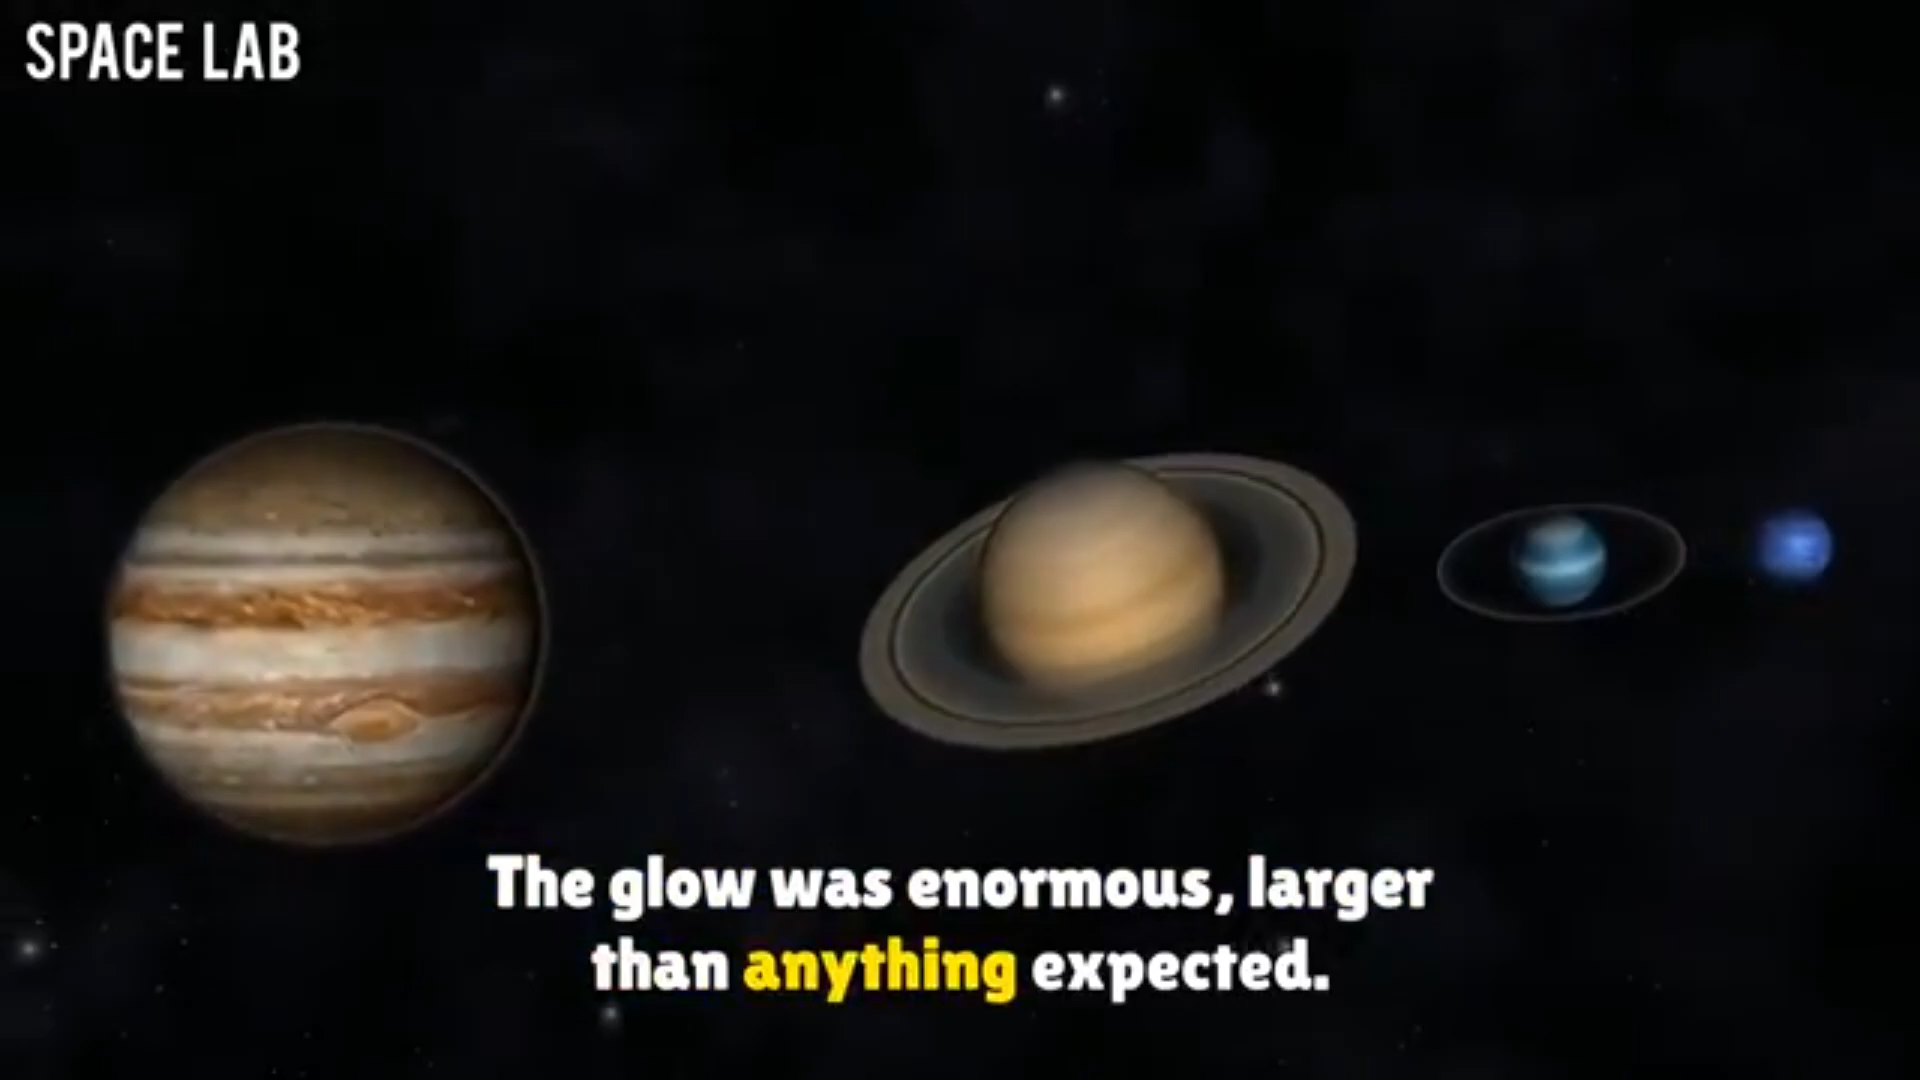 SPACE LAB
The glow was enormous, larger
than anything expected.